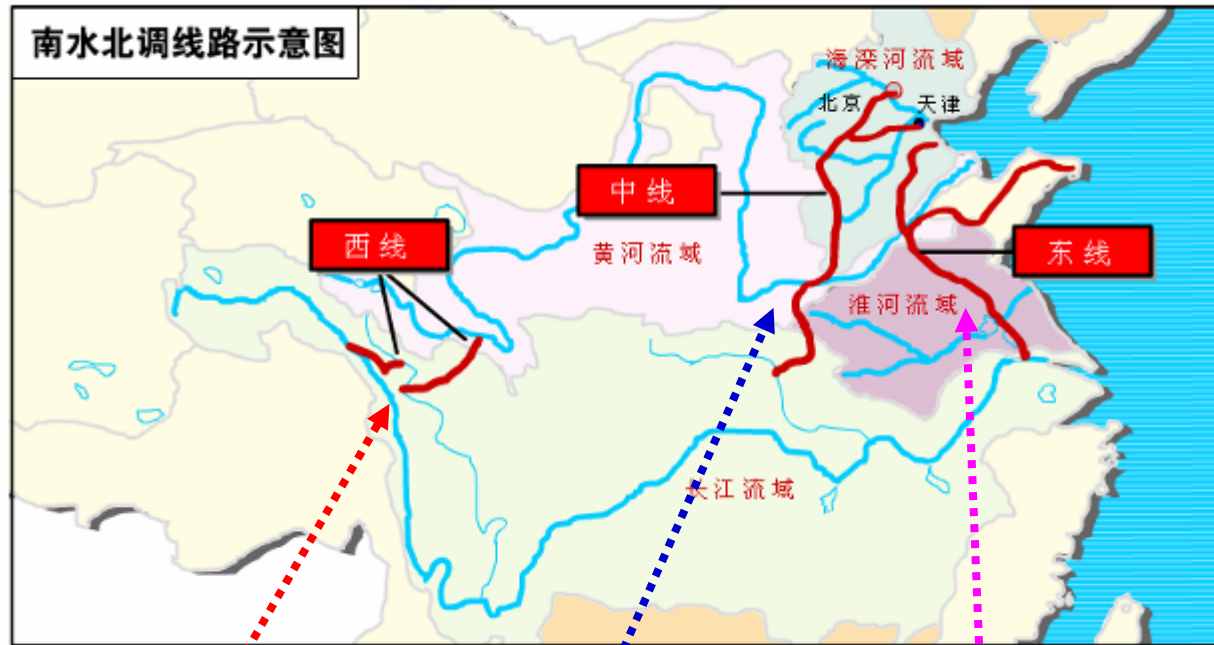 南水北调线路示意图
海滦河流域
北京
天津
中线
西线
黄河流域
东线
淮河流域
长江流域